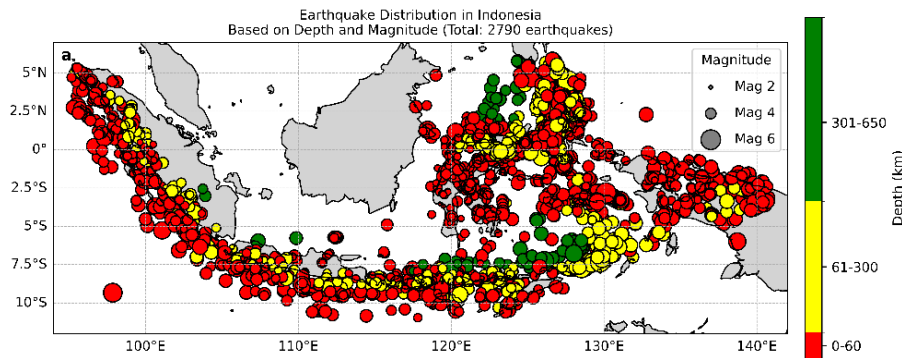 Earthquake Distribution in Indonesia
Based on Depth and Magnitude (Total: 2790 earthquakes)
a.
Magnitude
Mag 2
Mag 4
Mag 6
5°N
2.5°N
0°
2.5°S
5°S
7.5°S
10°S
100°E
110°E
120°E
130°E
140°E
301-650
61-300
0-60
Depth (km)